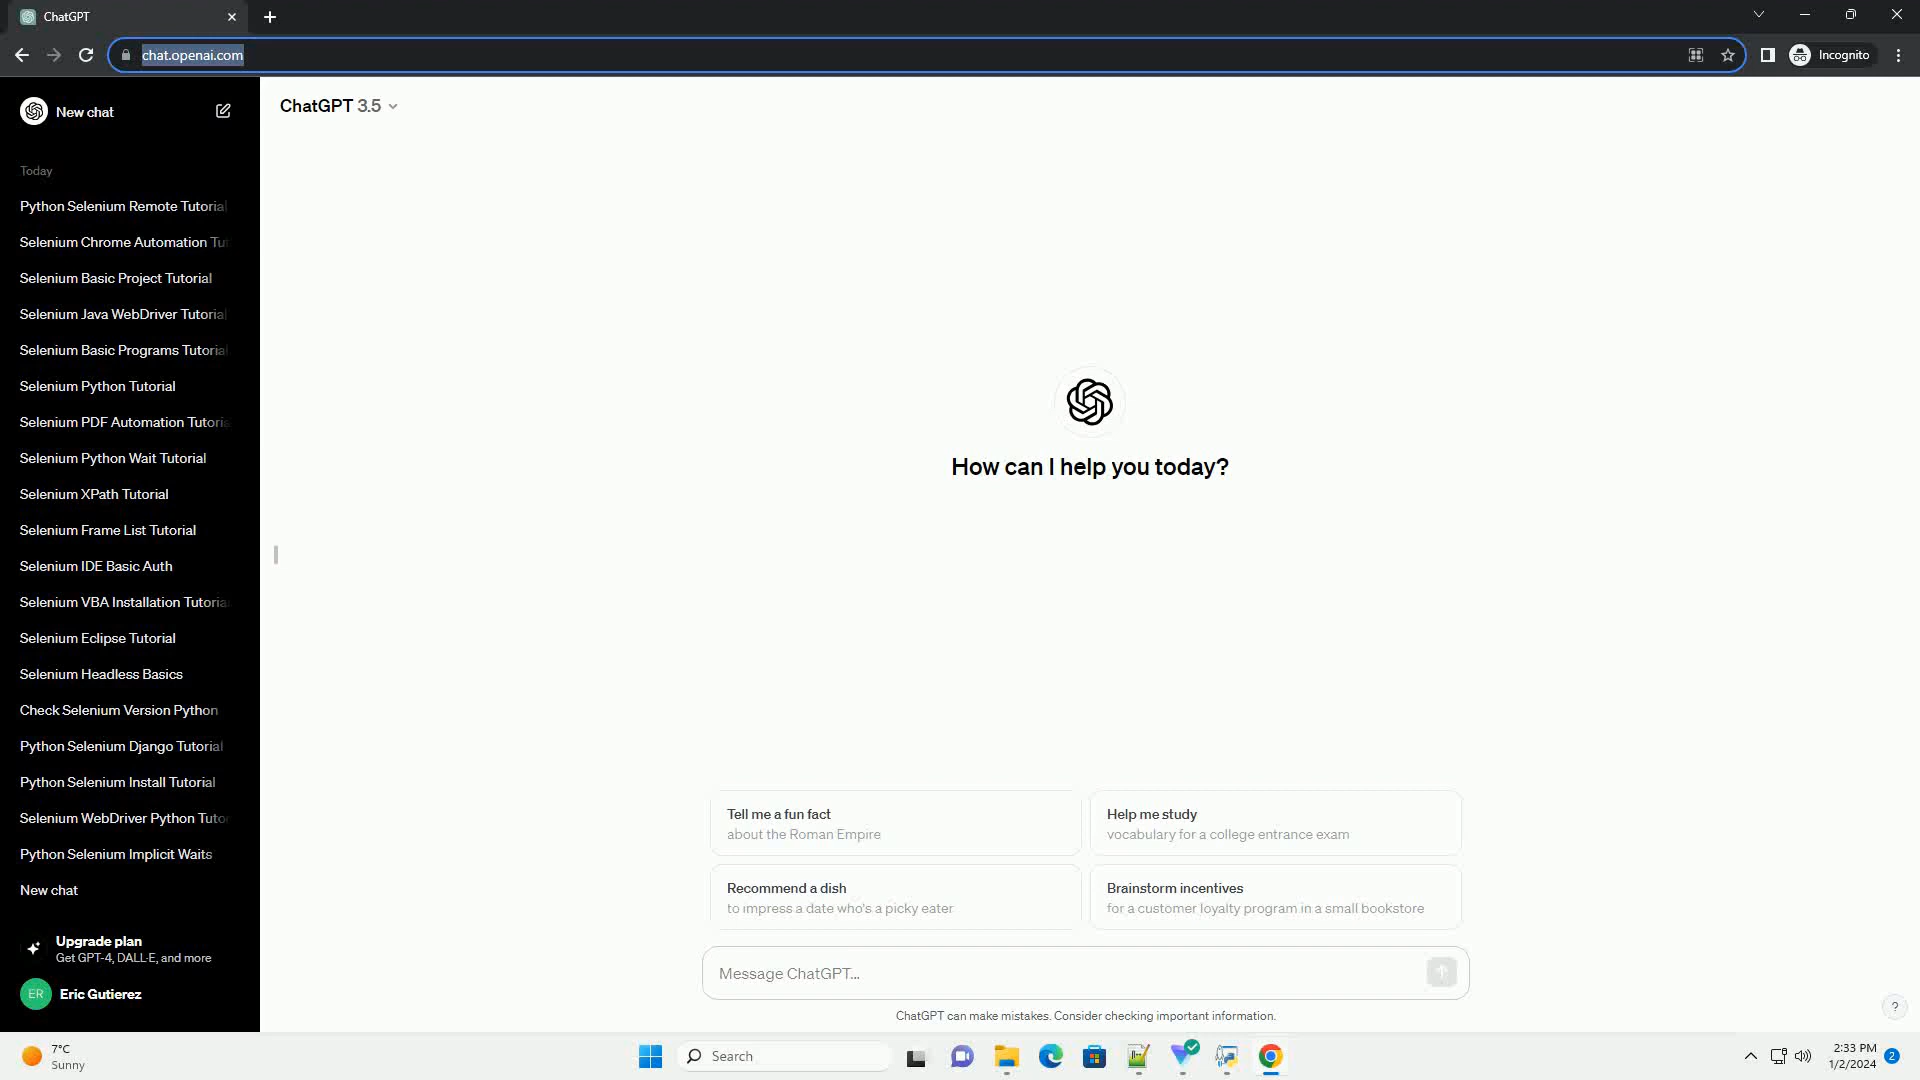 ChatGPT
chat.openai.com
Incognito
New chat
ChatGPT 3.5
Today
Python Selenium Remote Tutorial
Selenium Chrome Automation Tu
Selenium Basic Project Tutorial
Selenium Java WebDriver Tutorial
Selenium Basic Programs Tutorial
Selenium Python Tutorial
Selenium PDF Automation Tutoria
Selenium Python Wait Tutorial
Selenium XPath Tutorial
Selenium Frame List Tutorial
Selenium IDE Basic Auth
Selenium VBA Installation Tutoria
Selenium Eclipse Tutorial
Selenium Headless Basics
Check Selenium Version Python
Python Selenium Django Tutorial
Python Selenium Install Tutorial
Selenium WebDriver Python Tutor
Python Selenium Implicit Waits
New chat
Upgrade plan
Get GPT-4, DALL·E, and more
ER
Eric Gutierez
How can I help you today?
Tell me a fun fact
about the Roman Empire
Help me study
vocabulary for a college entrance exam
Recommend a dish
to impress a date who's a picky eater
Brainstorm incentives
for a customer loyalty program in a small bookstore
Message ChatGPT...
ChatGPT can make mistakes. Consider checking important information.
?
7°C
Sunny
Search
2:33 PM
1/2/2024
2